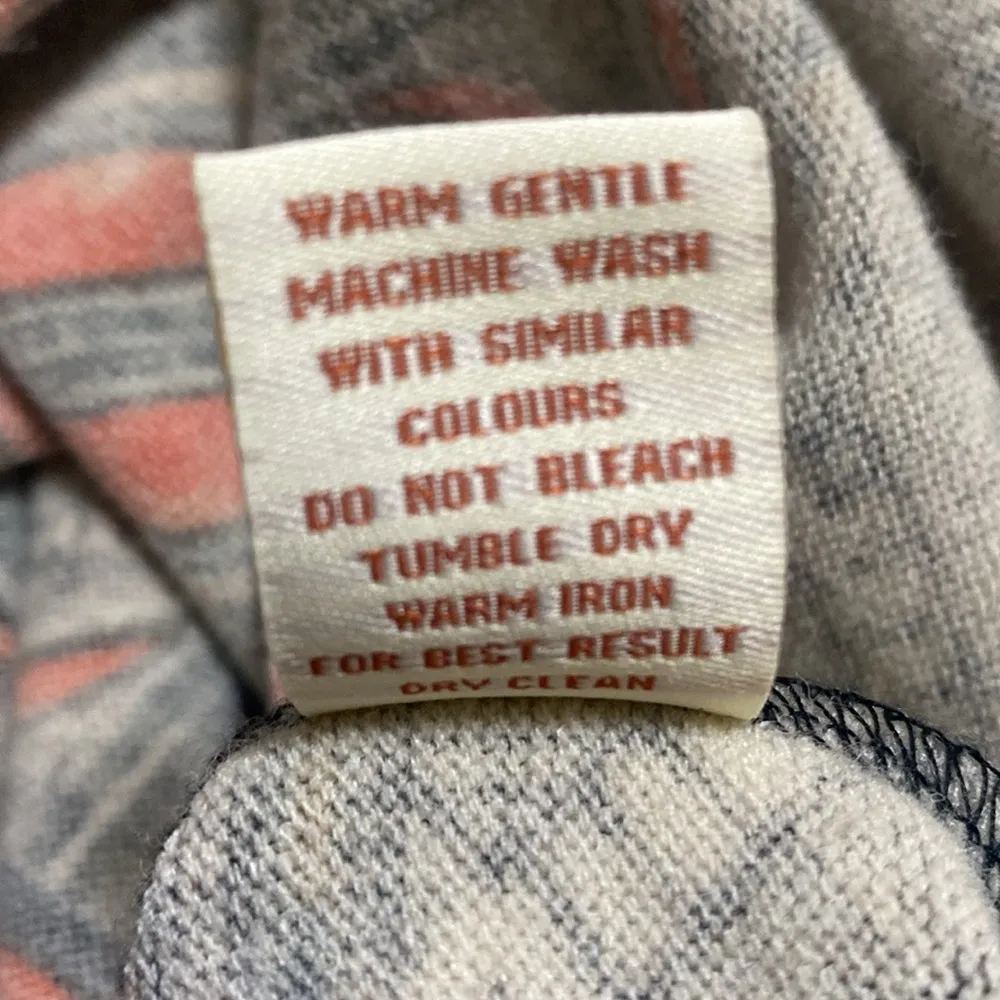 WARM GENTLE
MACHINE WASH
WITH SIMILAR
COLOURS
DO NOT BLEACH
TUMBLE DRY
WARM IRON
FOR BEST RESULT
DRY CLEAN